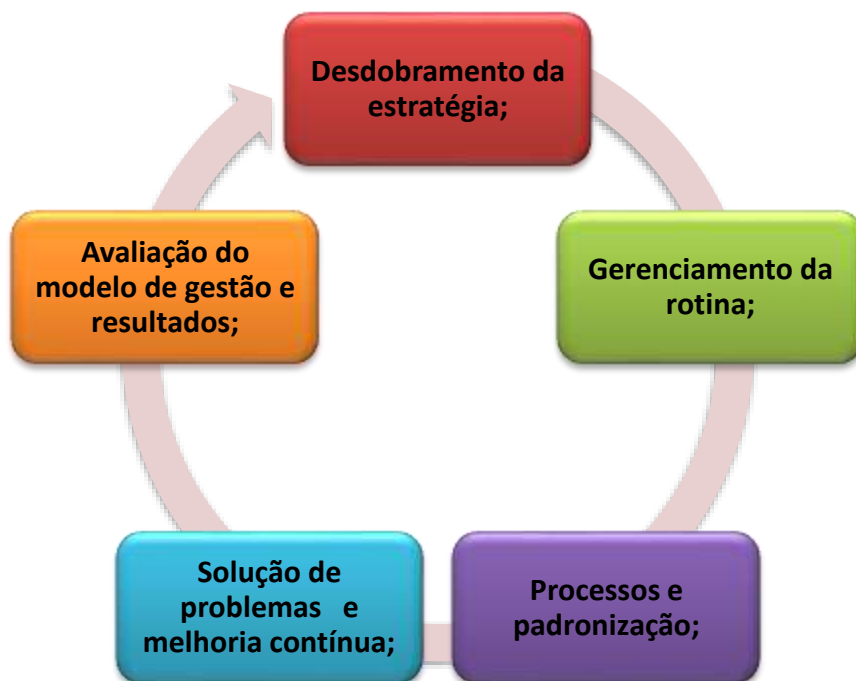 Desdobramento da
estratégia;
Gerenciamento da
rotina;
Processos e
padronização;
Solução de
problemas e
melhoria contínua;
Avaliação do
modelo de gestão e
resultados;